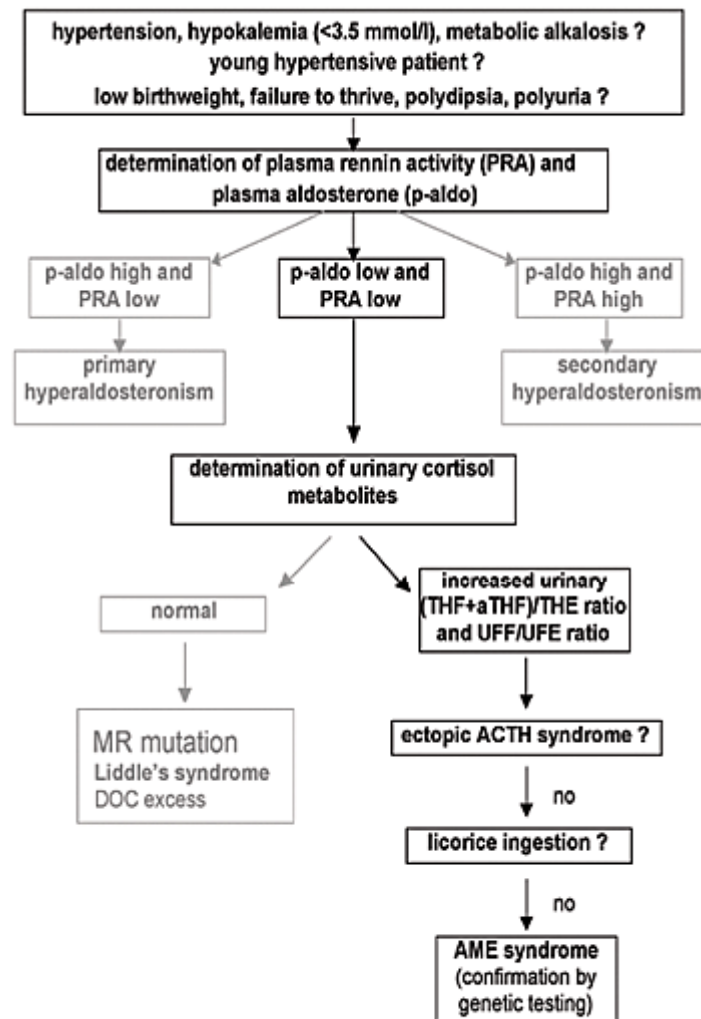 hypertension, hypokalemia (<3.5 mmol/l), metabolic alkalosis ?
young hypertensive patient ?
low birthweight, failure to thrive, polydipsia, polyuria ?
determination of plasma rennin activity (PRA) and
plasma aldosterone (p-aldo)
p-aldo high and
PRA low
p-aldo low and
PRA low
p-aldo high and
PRA high
primary
hyperaldosteronism
secondary
hyperaldosteronism
determination of urinary cortisol
metabolites
normal
increased urinary
(THF+aTHF)/THE ratio
and UFF/UFE ratio
MR mutation
Liddle's syndrome
DOC excess
ectopic ACTH syndrome ?
no
licorice ingestion ?
no
AME syndrome
(confirmation by
genetic testing)